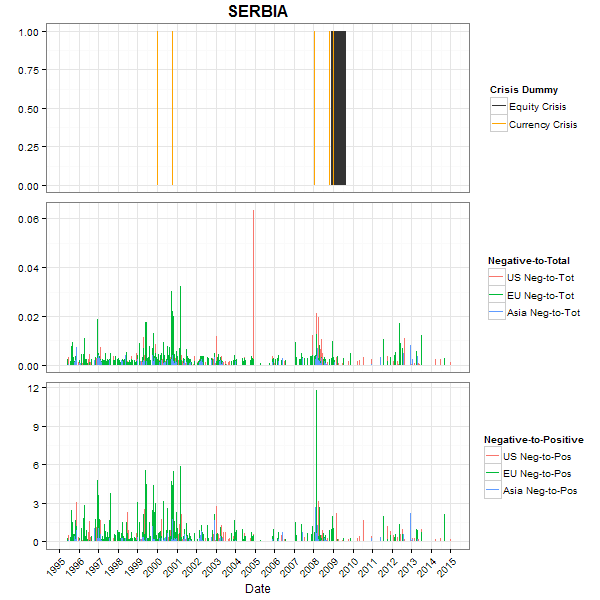 SERBIA
1.00
0.75
0.50
0.25
0.00
Crisis Dummy
Equity Crisis
Currency Crisis
0.06
0.04
0.02
0.00
Negative-to-Total
US Neg-to-Tot
EU Neg-to-Tot
Asia Neg-to-Tot
12
9
6
3
0
Negative-to-Positive
US Neg-to-Pos
EU Neg-to-Pos
Asia Neg-to-Pos
1995 1996 1997 1998 1999 2000 2001 2002 2003 2004 2005 2006 2007 2008 2009 2010 2011 2012 2013 2014 2015
Date